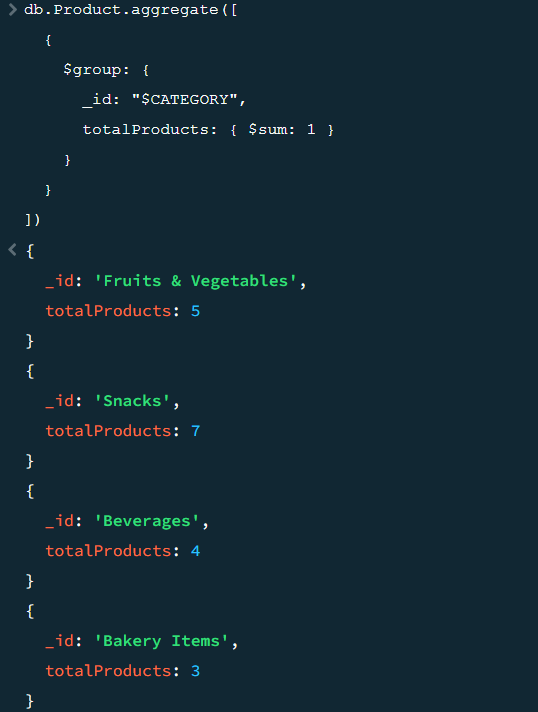 > db.Product.aggregate([
{
$group: {
_id: "$CATEGORY",
totalProducts: { $sum: 1 }
}
}
])
< {
_id: 'Fruits & Vegetables',
totalProducts: 5
}
{
_id: 'Snacks',
totalProducts: 7
}
{
_id: 'Beverages',
totalProducts: 4
}
{
_id: 'Bakery Items',
totalProducts: 3
}